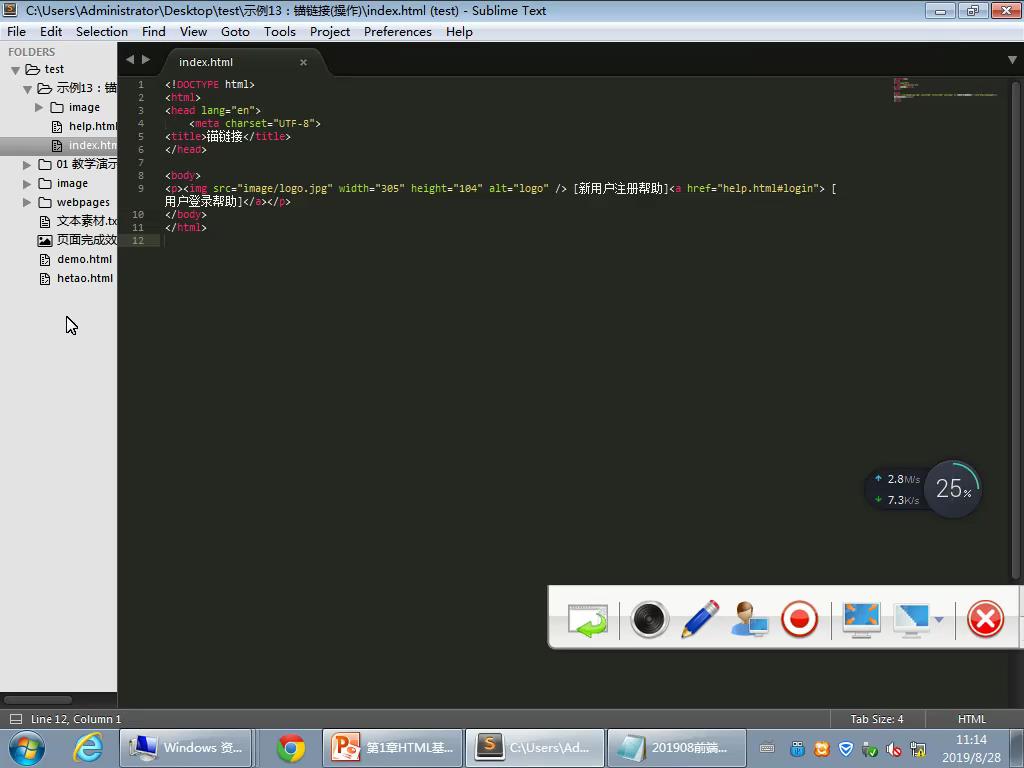 C:\Users\Administrator\Desktop\test\示例13：锚链接(操作)\index.html (test) - Sublime Text
File Edit Selection Find View Goto Tools Project Preferences Help
FOLDERS
test
示例13：锚
image
help.html
index.htm
01 教学演示
image
webpages
文本素材.tx
页面完成效
demo.html
hetao.html
index.html
1 <!DOCTYPE html>
2 <html>
3 <head lang="en">
4 <meta charset="UTF-8">
5 <title>锚链接</title>
6 </head>
7
8 <body>
9 <p><img src="image/logo.jpg" width="305" height="104" alt="logo" /> [新用户注册帮助]<a href="help.html#login"> [
用户登录帮助]</a></p>
10 </body>
11 </html>
12
2.8M/s
7.3K/s
25%
Line 12, Column 1
Tab Size: 4
HTML
Windows 资...
第1章HTML基...
C:\Users\Ad...
201908前端...
11:14
2019/8/28